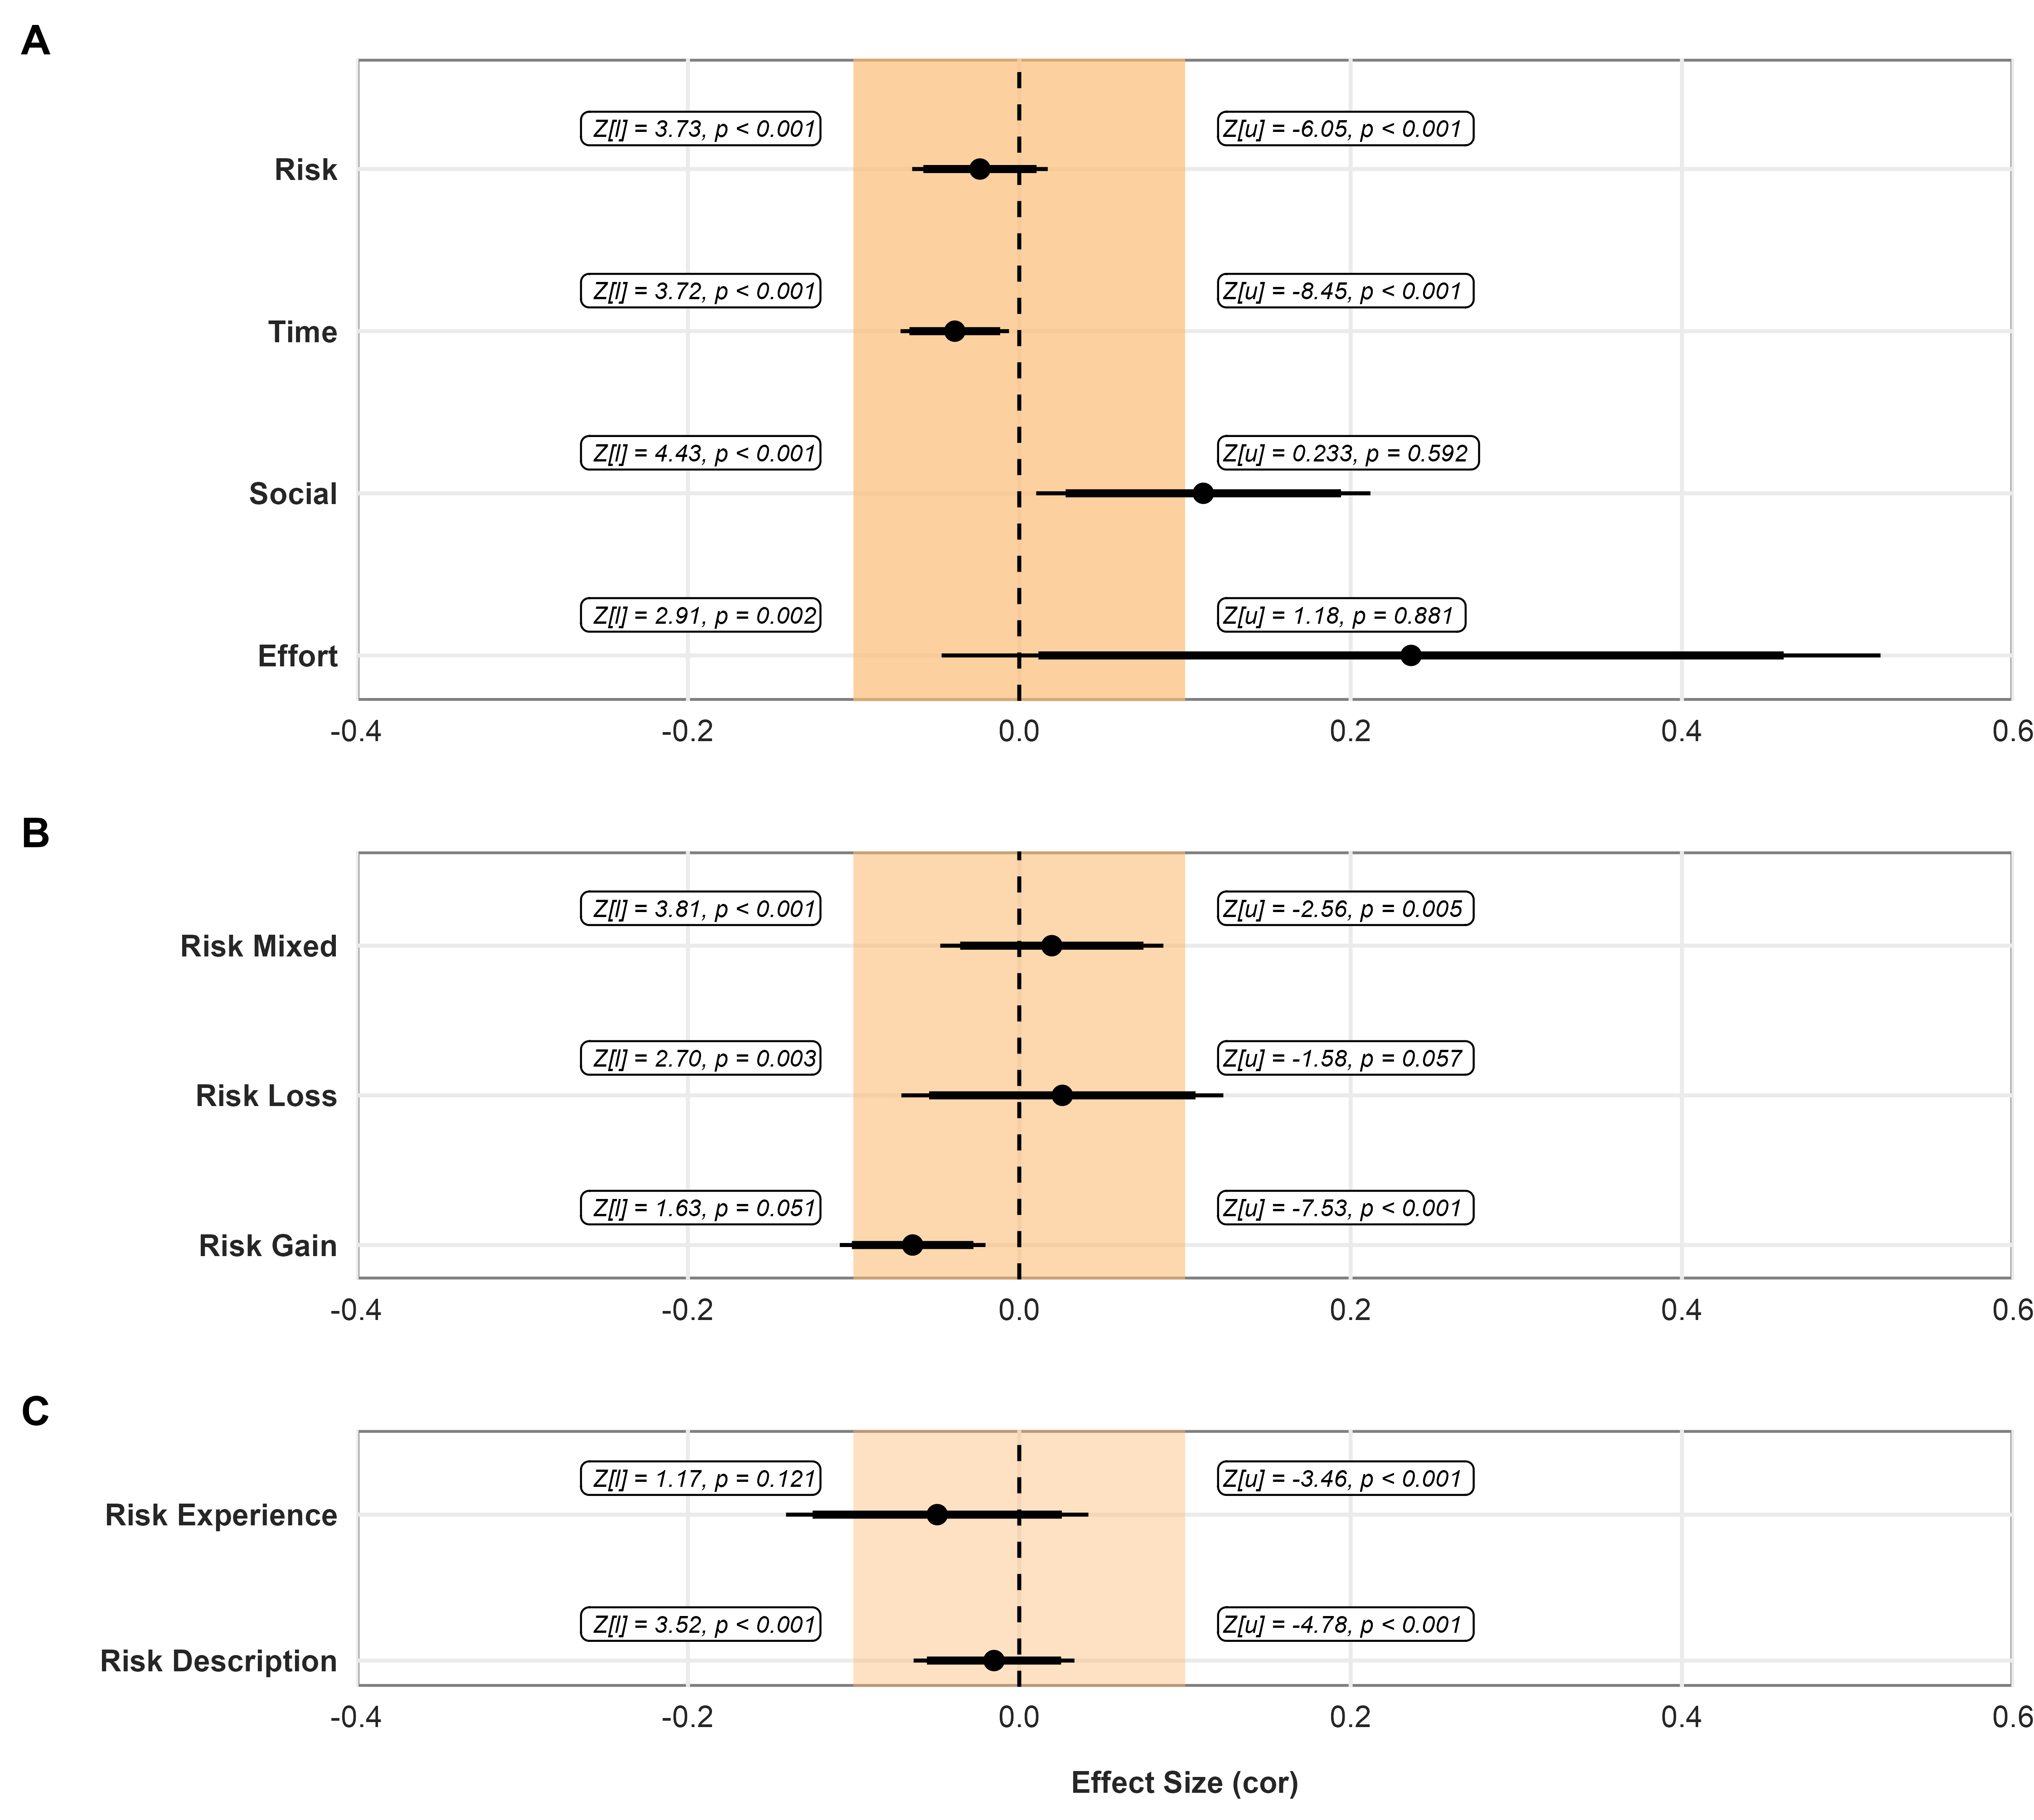 A
Z[l] = 3.73, p < 0.001
Z[u] = -6.05, p < 0.001
Risk
Z[l] = 3.72, p < 0.001
Z[u] = -8.45, p < 0.001
Time
Z[l] = 4.43, p < 0.001
Z[u] = 0.233, p = 0.592
Social
Z[l] = 2.91, p = 0.002
Z[u] = 1.18, p = 0.881
Effort
-0.4 -0.2 0.0 0.2 0.4 0.6
B
Z[l] = 3.81, p < 0.001
Z[u] = -2.56, p = 0.005
Risk Mixed
Z[l] = 2.70, p = 0.003
Z[u] = -1.58, p = 0.057
Risk Loss
Z[l] = 1.63, p = 0.051
Z[u] = -7.53, p < 0.001
Risk Gain
-0.4 -0.2 0.0 0.2 0.4 0.6
C
Z[l] = 1.17, p = 0.121
Z[u] = -3.46, p < 0.001
Risk Experience
Z[l] = 3.52, p < 0.001
Z[u] = -4.78, p < 0.001
Risk Description
-0.4 -0.2 0.0 0.2 0.4 0.6
Effect Size (cor)